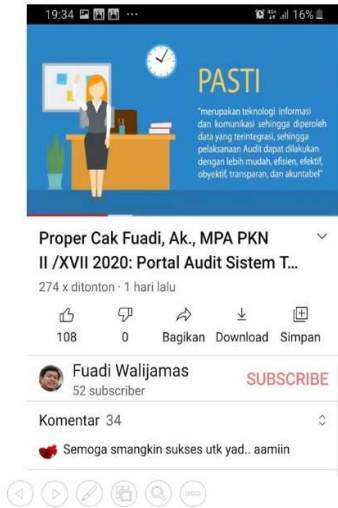 19:34
16%
PASTI
"merupakan teknologi informasi
dan komunikasi sehingga diperoleh
data yang terintegrasi, sehingga
pelaksanaan Audit dapat dilakukan
dengan lebih mudah, efisien, efektif,
obyektif, transparan, dan akuntabel"
Proper Cak Fuadi, Ak., MPA PKN
II /XVII 2020: Portal Audit Sistem T...
274 x ditonton · 1 hari lalu
108 0 Bagikan Download Simpan
Fuadi Walijamas SUBSCRIBE
52 subscriber
Komentar 34
Semoga smangkin sukses utk yad.. aamiin